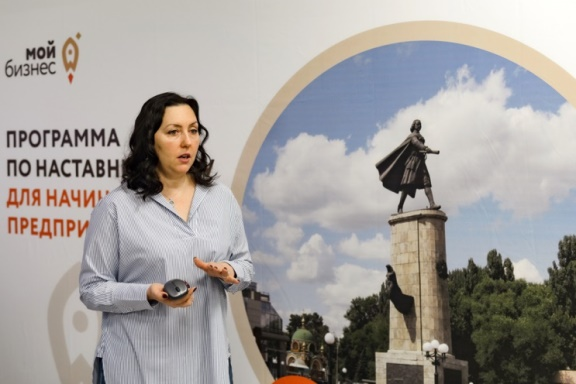 мой
бизнес
ПРОГРАММА
ПО НАСТАВН
ДЛЯ НАЧИН
ПРЕДПРИ